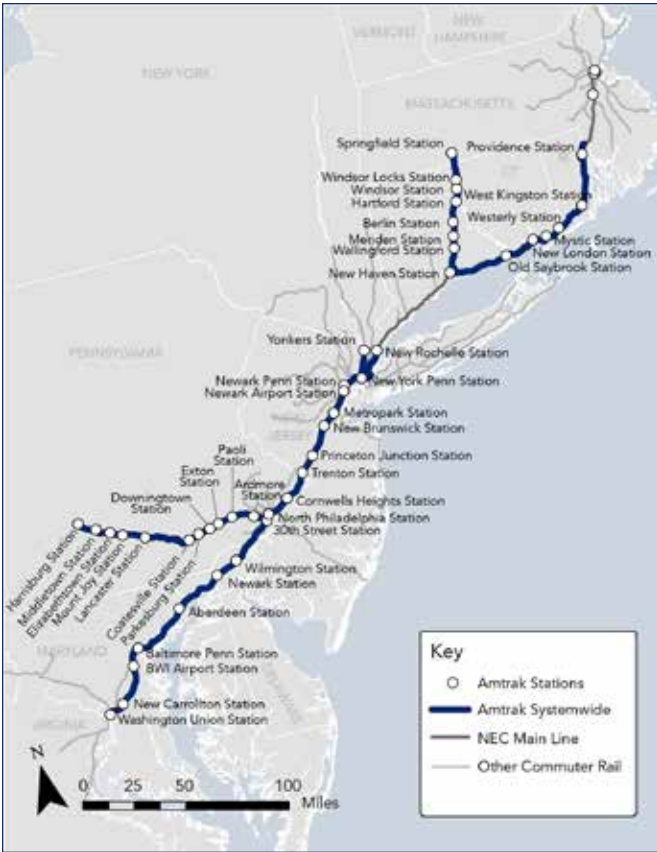 VERMONT
NEW
HAMPSHIRE
NEW YORK
MASSACHUSETTS
Springfield Station
Providence Station
CT
Windsor Locks Station
Windsor Station
West Kingston Station
Hartford Station
Westerly Station
Berlin Station
Meriden Station
Mystic Station
Wallingford Station
New London Station
New Haven Station
Old Saybrook Station
Yonkers Station
New Rochelle Station
PENNSYLVANIA
Newark Penn Station
New York Penn Station
Newark Airport Station
Metropark Station
NEW
JERSEY
New Brunswick Station
Princeton Junction Station
Paoli
Station
Exton
Station
Ardmore
Station
Trenton Station
Downingtown
Station
Cornwells Heights Station
North Philadelphia Station
30th Street Station
Harrisburg Station
Middletown Station
Elizabethtown Station
Mount Joy Station
Lancaster Station
Coatesville Station
Parkesburg Station
Wilmington Station
Newark Station
Aberdeen Station
MARYLAND
Baltimore Penn Station
BWI Airport Station
DELAWARE
New Carrollton Station
VIRGINIA
Washington Union Station
Key
Amtrak Stations
Amtrak Systemwide
NEC Main Line
Other Commuter Rail
N
0 25 50 100
Miles